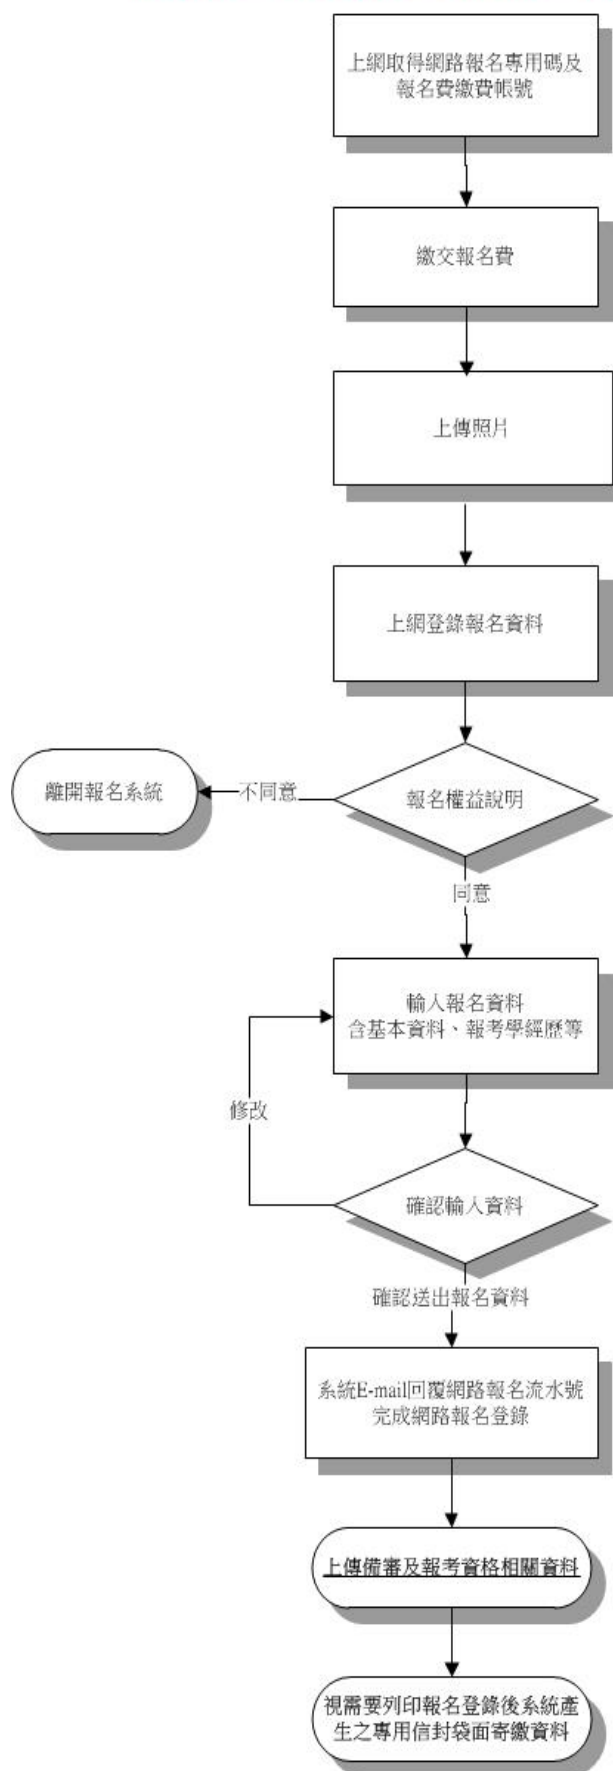 上網取得網路報名專用碼及
報名費繳費帳號
繳交報名費
上傳照片
上網登錄報名資料
離開報名系統
不同意
報名權益說明
同意
輸入報名資料
含基本資料、報考學經歷等
修改
確認輸入資料
確認送出報名資料
系統E-mail回覆網路報名流水號
完成網路報名登錄
上傳備審及報考資格相關資料
視需要列印報名登錄後系統產
生之專用信封袋面寄繳資料